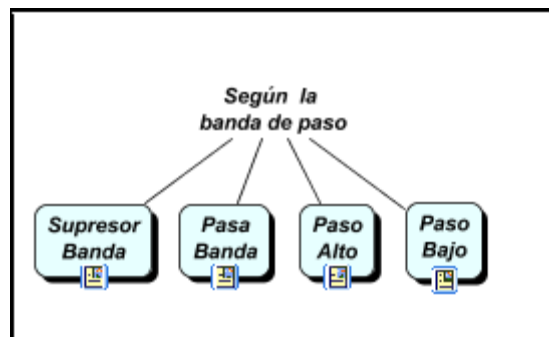 Según la
banda de paso
Supresor
Banda
Pasa
Banda
Paso
Alto
Paso
Bajo